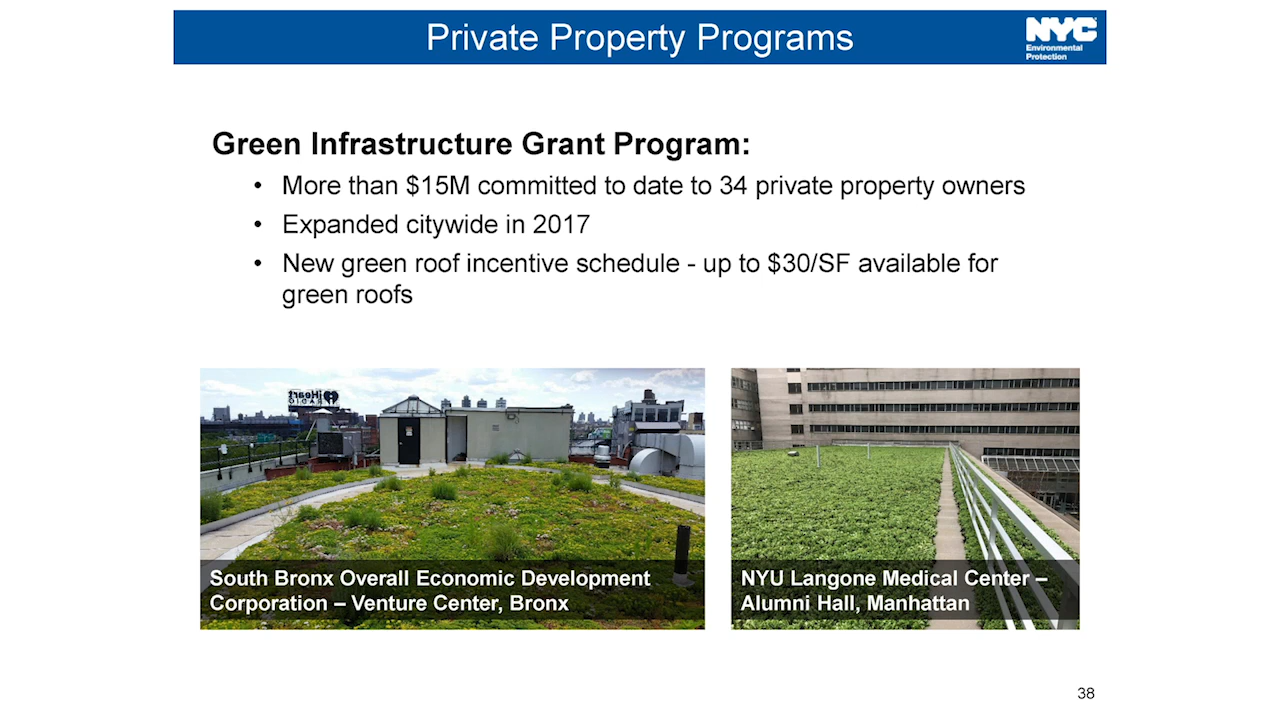 Private Property Programs
NYC
Environmental
Protection
Green Infrastructure Grant Program:
• More than $15M committed to date to 34 private property owners
• Expanded citywide in 2017
• New green roof incentive schedule - up to $30/SF available for
green roofs
iHeart
RADIO
South Bronx Overall Economic Development
Corporation – Venture Center, Bronx
NYU Langone Medical Center –
Alumni Hall, Manhattan
38